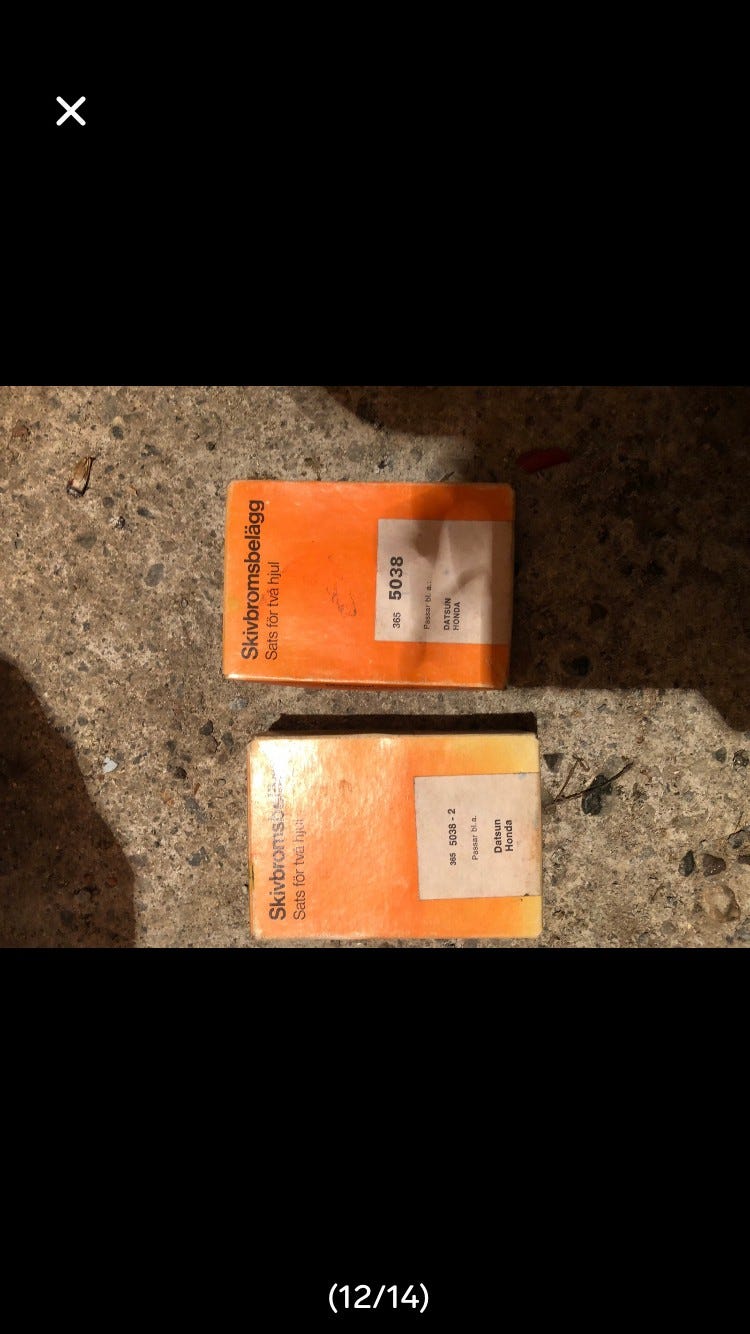 Skivbromsbelägg
Sats för två hjul
365 5038
Passar bl. a.:
DATSUN
HONDA
Skivbromsbelägg
Sats för två hjul
365 5038 - 2
Passar bl.a.
Datsun
Honda
(12/14)